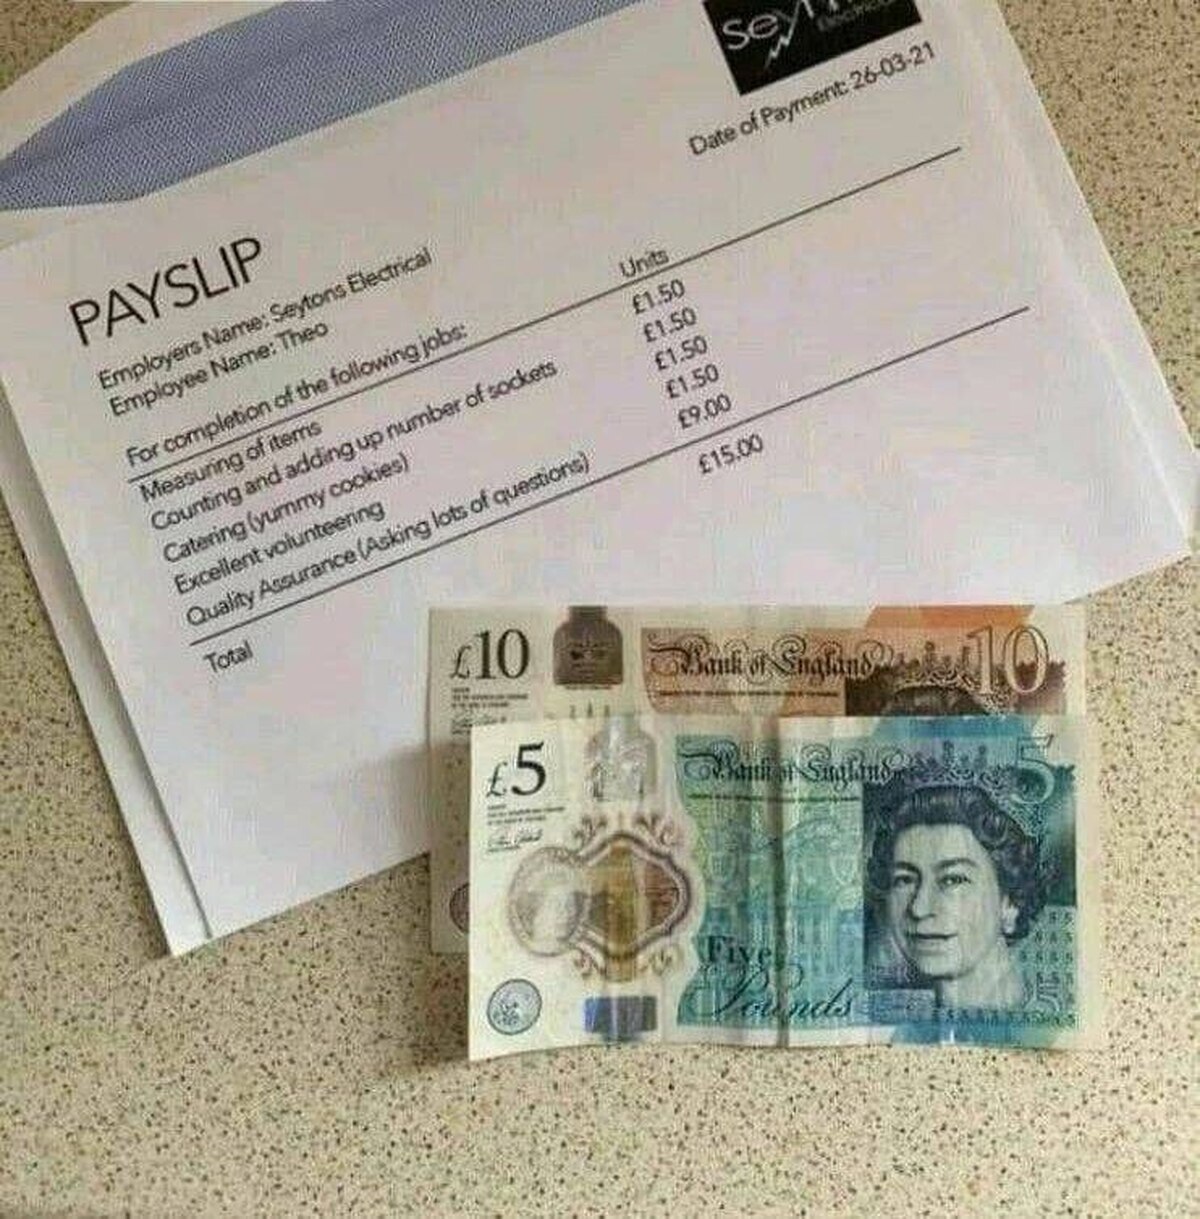 Sey
Electrical
Date of Payment: 26-03-21
PAYSLIP
Employers Name: Seytons Electrical
Employee Name: Theo
For completion of the following jobs: Units
Measuring of items £1.50
Counting and adding up number of sockets £1.50
Catering (yummy cookies) £1.50
Excellent volunteering £1.50
Quality Assurance (Asking lots of questions) £9.00
Total £15.00
£10 Bank of England 10
£5 Bank of England 5
Five
Pounds